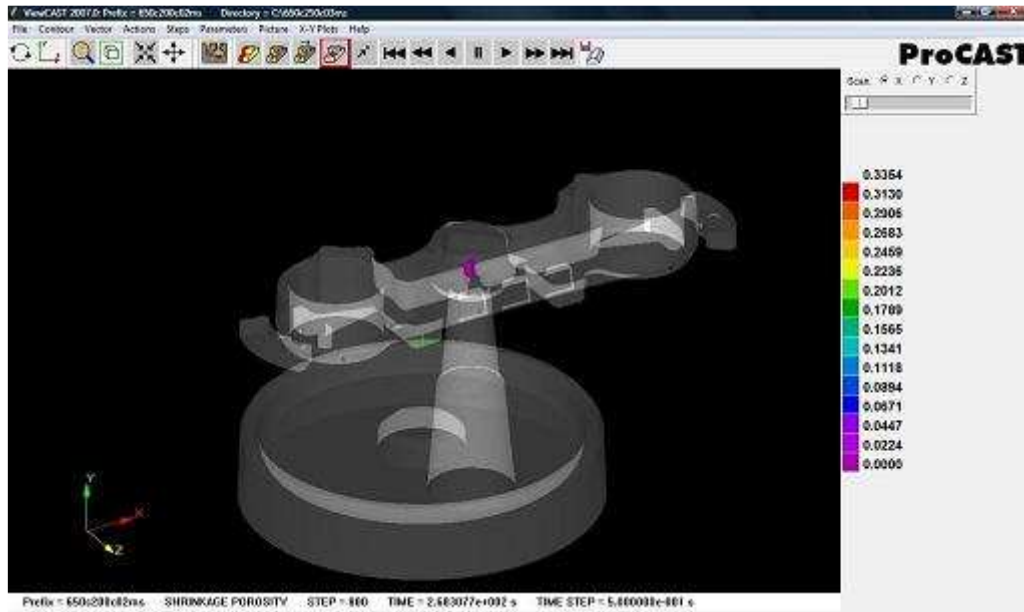 ViewCAST 2007.0: Prefix = 650c200c02ms Directory = C:\650c250c03ms
File Contour Vector Actions Steps Parameters Picture X-Y Plots Help
ProCAST
Scan X Y Z
1
0.3354
0.3130
0.2906
0.2683
0.2459
0.2236
0.2012
0.1789
0.1565
0.1341
0.1118
0.0894
0.0671
0.0447
0.0224
0.0000
Y
X
Z
Prefix = 650c200c02ms SHRINKAGE POROSITY STEP = 800 TIME = 2.603077e+002 s TIME STEP = 5.000000e-001 s